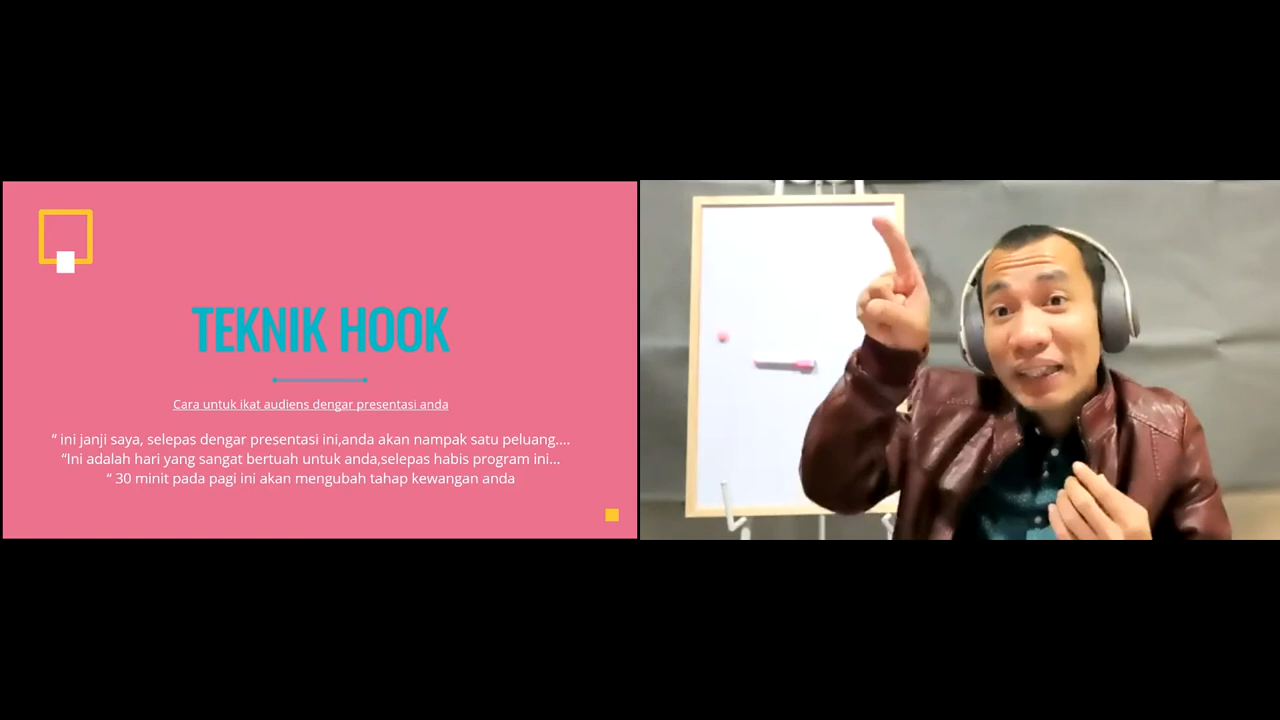 TEKNIK HOOK
Cara untuk ikat audiens dengar presentasi anda
“ ini janji saya, selepas dengar presentasi ini,anda akan nampak satu peluang....
“Ini adalah hari yang sangat bertuah untuk anda,selepas habis program ini...
“ 30 minit pada pagi ini akan mengubah tahap kewangan anda